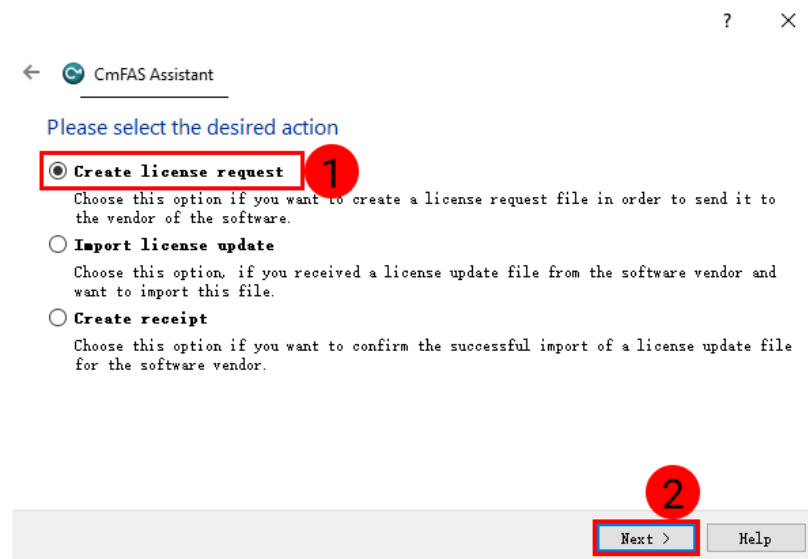 ?
CmFAS Assistant
Please select the desired action
Create license request
1
Choose this option if you want to create a license request file in order to send it to
the vendor of the software.
Import license update
Choose this option, if you received a license update file from the software vendor and
want to import this file.
Create receipt
Choose this option if you want to confirm the successful import of a license update file
for the software vendor.
2
Next >
Help